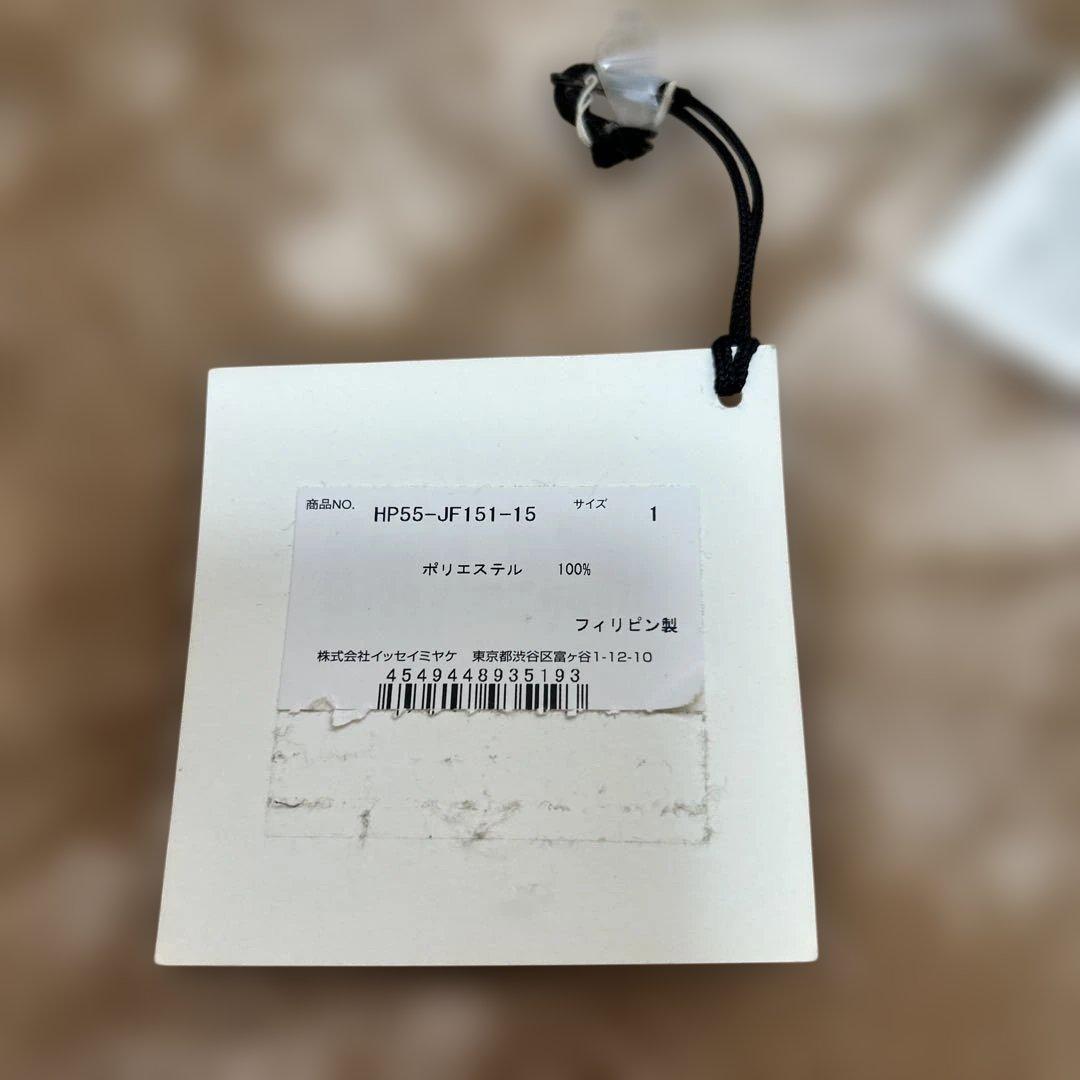 商品NO. HP55-JF151-15 サイズ 1
ポリエステル 100%
フィリピン製
株式会社イッセイミヤケ 東京都渋谷区富ヶ谷1-12-10
4549448935193